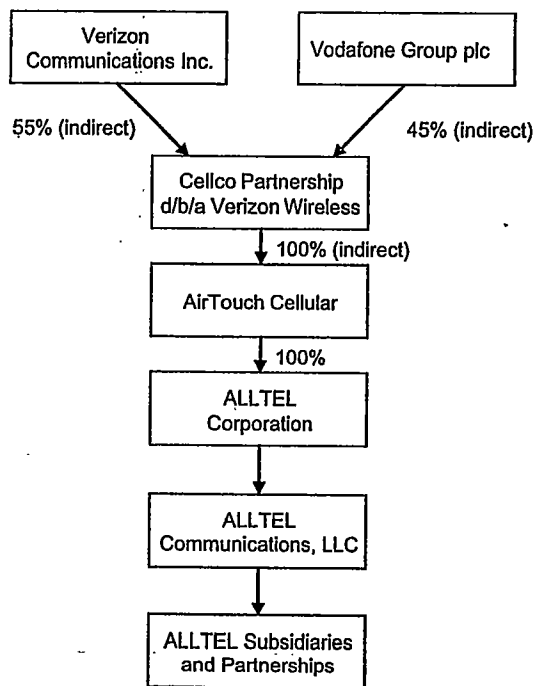 Verizon
Communications Inc.
Vodafone Group plc
55% (indirect)
45% (indirect)
Cellco Partnership
d/b/a Verizon Wireless
100% (indirect)
AirTouch Cellular
100%
ALLTEL
Corporation
ALLTEL
Communications, LLC
ALLTEL Subsidiaries
and Partnerships